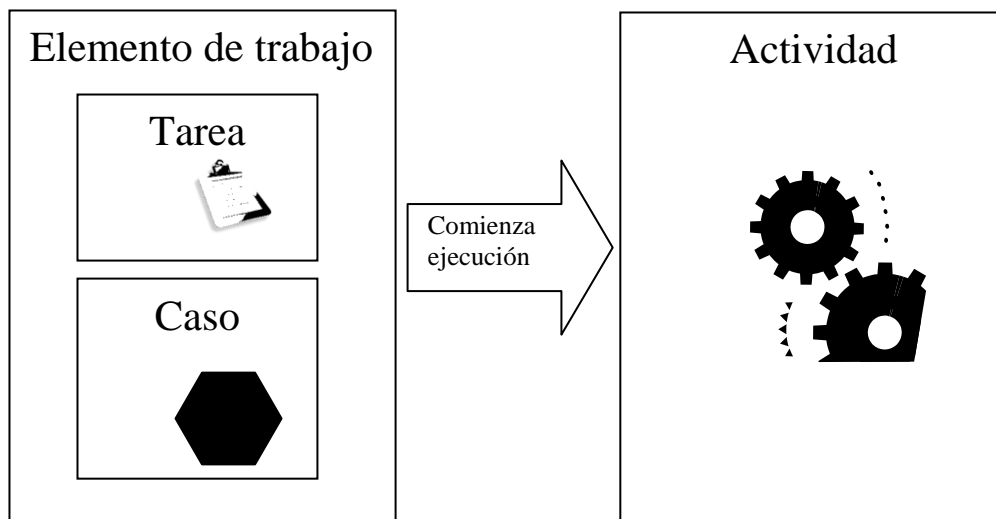 Elemento de trabajo
Tarea
Caso
Comienza
ejecución
Actividad